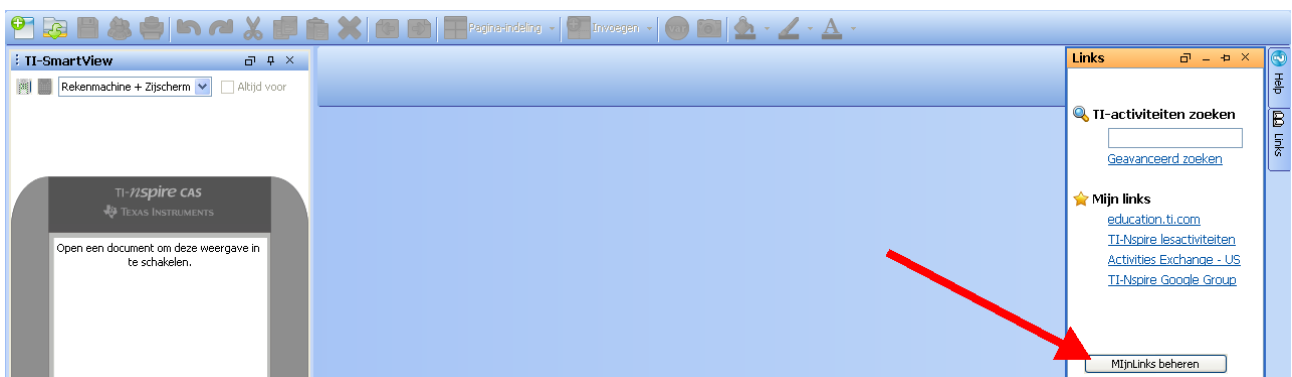 Pagina-indeling
Invoegen
TI-SmartView
Rekenmachine + Zijscherm
Altijd voor
TI-nspire CAS
TEXAS INSTRUMENTS
Open een document om deze weergave in
te schakelen.
Links
TI-activiteiten zoeken
Geavanceerd zoeken
Mijn links
education.ti.com
TI-Nspire lesactiviteiten
Activities Exchange - US
TI-Nspire Google Group
MIjnLinks beheren
Help
Links